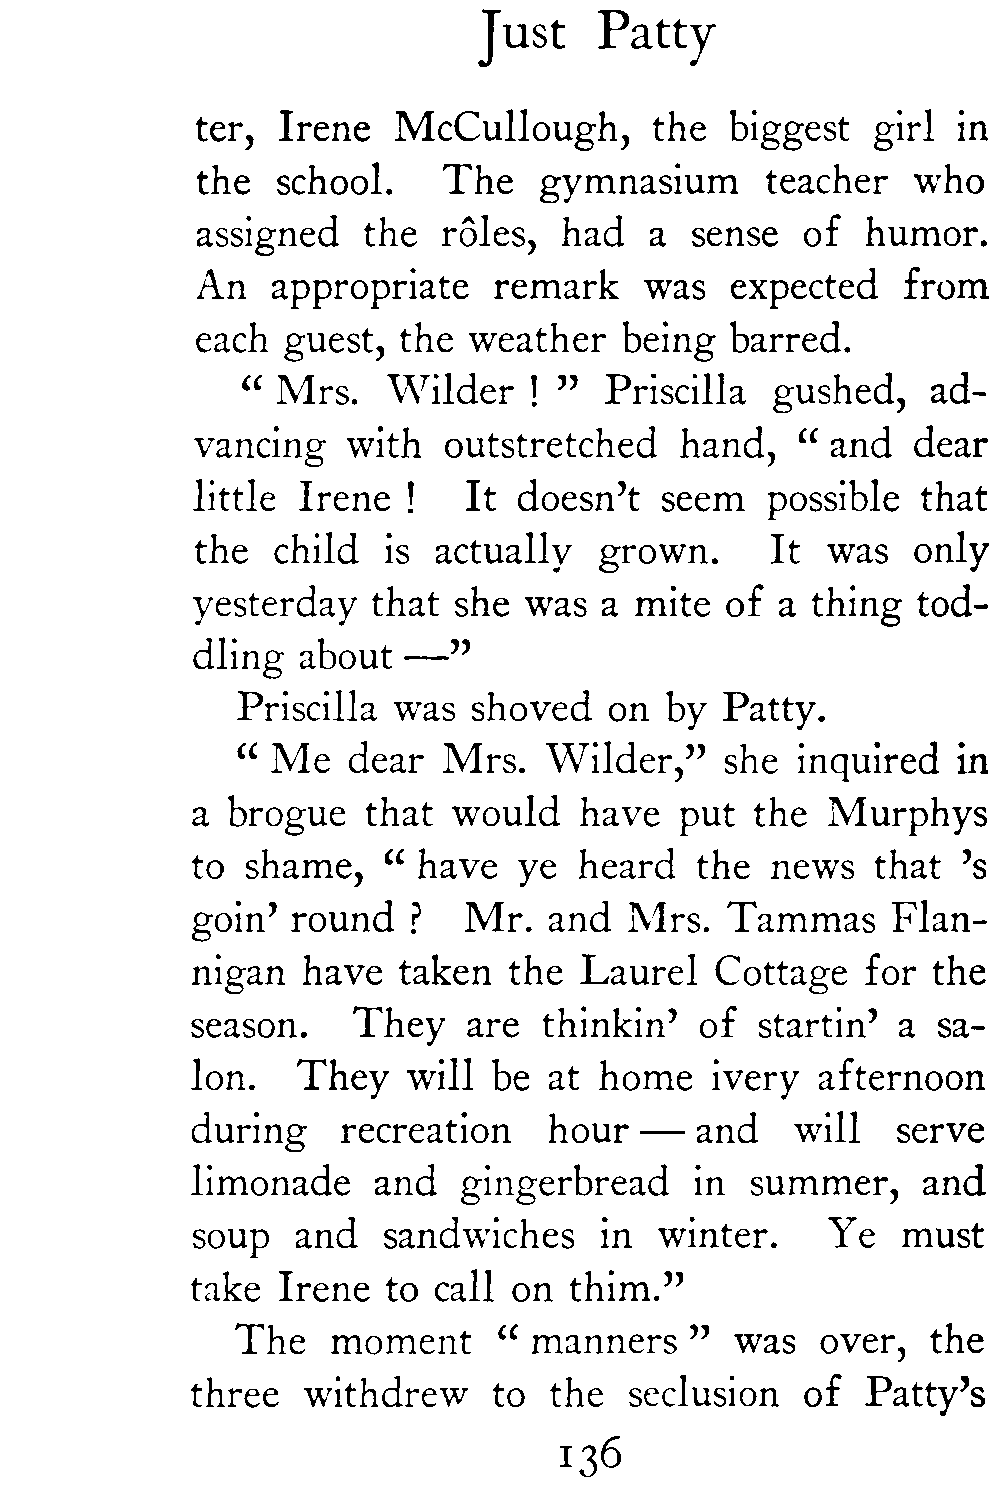 Just Patty
ter, Irene McCullough, the biggest girl in
the school. The gymnasium teacher who
assigned the rôles, had a sense of humor.
An appropriate remark was expected from
each guest, the weather being barred.
“ Mrs. Wilder ! ” Priscilla gushed, ad-
vancing with outstretched hand, “ and dear
little Irene ! It doesn’t seem possible that
the child is actually grown. It was only
yesterday that she was a mite of a thing tod-
dling about —”
Priscilla was shoved on by Patty.
“ Me dear Mrs. Wilder,” she inquired in
a brogue that would have put the Murphys
to shame, “ have ye heard the news that ’s
goin’ round ? Mr. and Mrs. Tammas Flan-
nigan have taken the Laurel Cottage for the
season. They are thinkin’ of startin’ a sa-
lon. They will be at home ivery afternoon
during recreation hour — and will serve
limonade and gingerbread in summer, and
soup and sandwiches in winter. Ye must
take Irene to call on thim.”
The moment “ manners ” was over, the
three withdrew to the seclusion of Patty’s
136